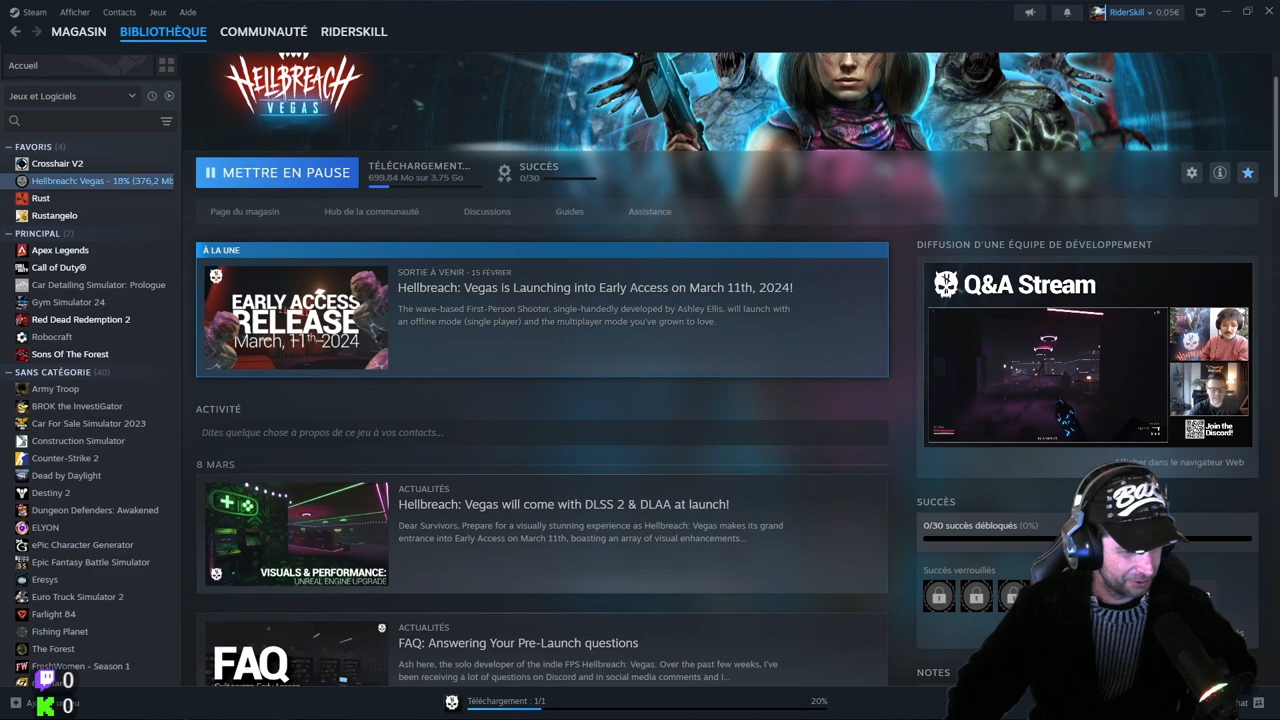 Steam Afficher Contacts Jeux Aide
RiderSkill 0,05€
MAGASIN BIBLIOTHÈQUE COMMUNAUTÉ RIDERSKILL
Accueil
Jeux et Logiciels
FAVORIS (4)
Crosshair V2
Hellbreach: Vegas - 18% (376,2 Mb
Rust
Rustangelo
PRINCIPAL (7)
Apex Legends
Call of Duty®
Car Detailing Simulator: Prologue
Gym Simulator 24
Red Dead Redemption 2
Robocraft
Sons Of The Forest
SANS CATÉGORIE (40)
Army Troop
BROK the InvestiGator
Car For Sale Simulator 2023
Construction Simulator
Counter-Strike 2
Dead by Daylight
Destiny 2
Dungeon Defenders: Awakened
ELYON
ePic Character Generator
Epic Fantasy Battle Simulator
Eresys
Euro Truck Simulator 2
Farlight 84
Fishing Planet
The Forest
FreshWomen - Season 1
0
0
HELLBREACH
VEGAS
METTRE EN PAUSE
TÉLÉCHARGEMENT...
699,84 Mo sur 3,75 Go
SUCCÈS
0/30
Page du magasin Hub de la communauté Discussions Guides Assistance
À LA UNE
EARLY ACCESS
RELEASE
March, 11th 2024
SORTIE À VENIR - 15 FÉVRIER
Hellbreach: Vegas is Launching into Early Access on March 11th, 2024!
The wave-based First-Person Shooter, single-handedly developed by Ashley Ellis, will launch with
an offline mode (single player) and the multiplayer mode you've grown to love.
ACTIVITÉ
Dites quelque chose à propos de ce jeu à vos contacts...
8 MARS
VISUALS & PERFORMANCE:
UNREAL ENGINE UPGRADE
ACTUALITÉS
Hellbreach: Vegas will come with DLSS 2 & DLAA at launch!
Dear Survivors, Prepare for a visually stunning experience as Hellbreach: Vegas makes its grand
entrance into Early Access on March 11th, boasting an array of visual enhancements...
FAQ
ACTUALITÉS
FAQ: Answering Your Pre-Launch questions
Ash here, the solo developer of the indie FPS Hellbreach: Vegas. Over the past few weeks, I've
been receiving a lot of questions on Discord and in social media comments and I...
DIFFUSION D'UNE ÉQUIPE DE DÉVELOPPEMENT
Q&A Stream
Join the
Discord!
Afficher dans le navigateur Web
SUCCÈS
0/30 succès débloqués (0%)
Succès verrouillés
NOTES
Téléchargement : 1/1
20%